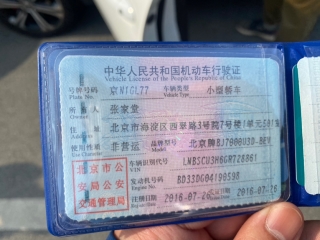 中华人民共和国机动车行驶证
Vehicle License of the People's Republic of China
号牌号码 京N1GL77 车辆类型 小型轿车
Plate No. Vehicle Type
所有人 张家堂
Owner
住址 北京市海淀区西翠路3号院7号楼1单元501号
Address
使用性质 非营运 品牌型号 北京牌BJ7000U3D-BEV
Use Character Model
北京市公安局公安交通管理局
车辆识别代号 LMBSCU3H6GR728861
VIN
发动机号码 BD33DG04190598
Engine No.
注册日期 2016-07-26 发证日期 2016-07-26